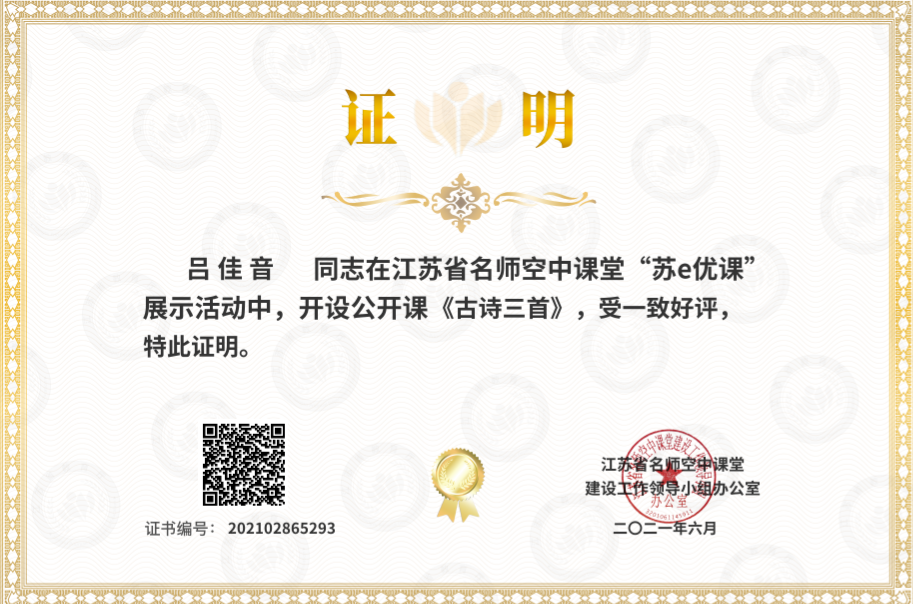 证 明
吕佳音 同志在江苏省名师空中课堂“苏e优课”
展示活动中，开设公开课《古诗三首》，受一致好评，
特此证明。
江苏省名师空中课堂
建设工作领导小组办公室
办公室
证书编号： 202102865293
二〇二一年六月